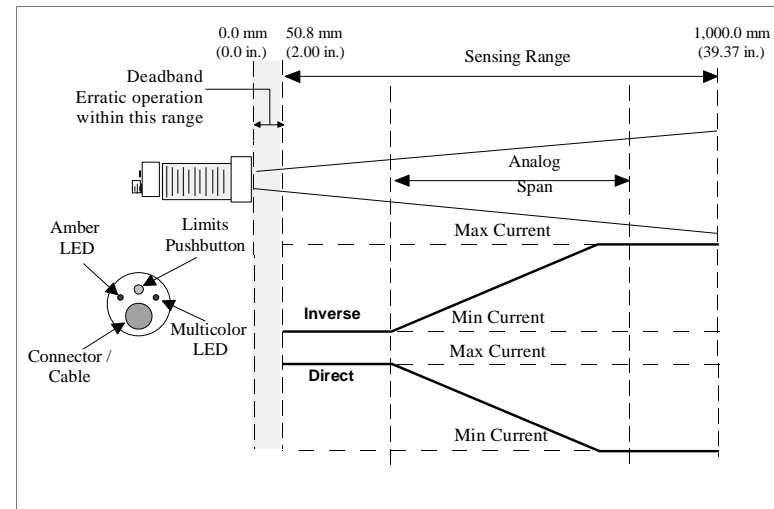 0.0 mm
(0.0 in.)
50.8 mm
(2.00 in.)
1,000.0 mm
(39.37 in.)
Sensing Range
Deadband
Erratic operation
within this range
Analog
Span
Amber
LED
Limits
Pushbutton
Max Current
Inverse
Min Current
Multicolor
LED
Connector /
Cable
Max Current
Direct
Min Current